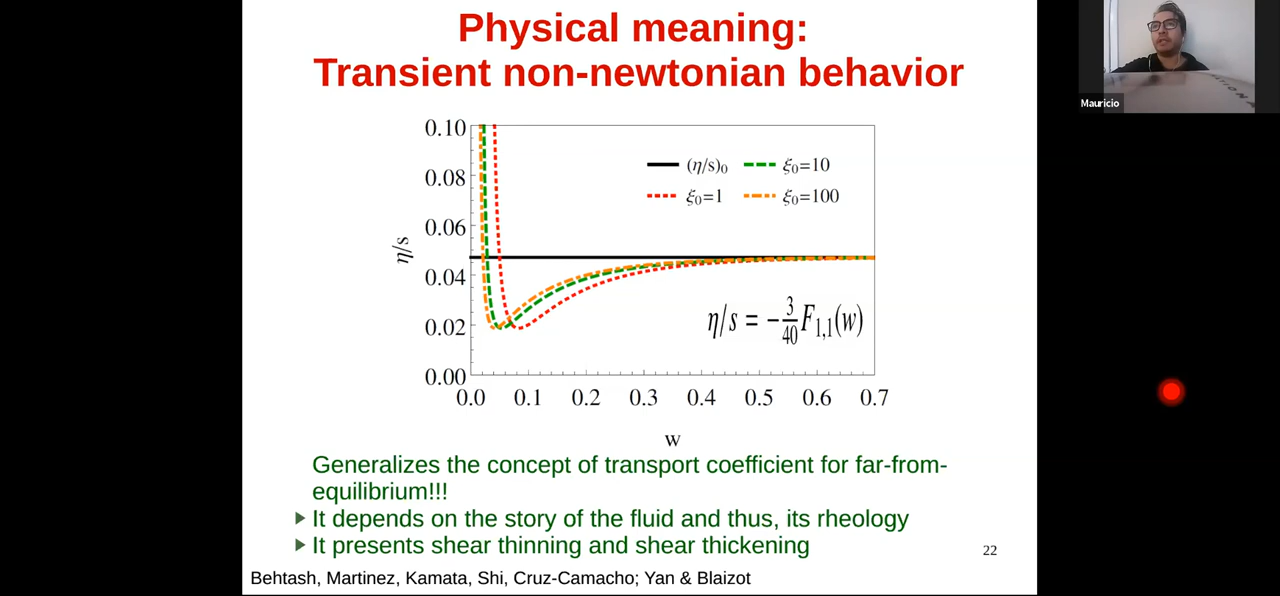 Physical meaning:
Transient non-newtonian behavior
Mauricio
0.10
0.08
0.06
0.04
0.02
0.00
η/s
(η/s)₀ ξ₀=10
ξ₀=1 ξ₀=100
η/s = −3/40 F₁,₁(w)
0.0 0.1 0.2 0.3 0.4 0.5 0.6 0.7
w
Generalizes the concept of transport coefficient for far-from-
equilibrium!!!
It depends on the story of the fluid and thus, its rheology
It presents shear thinning and shear thickening
22
Behtash, Martinez, Kamata, Shi, Cruz-Camacho; Yan & Blaizot